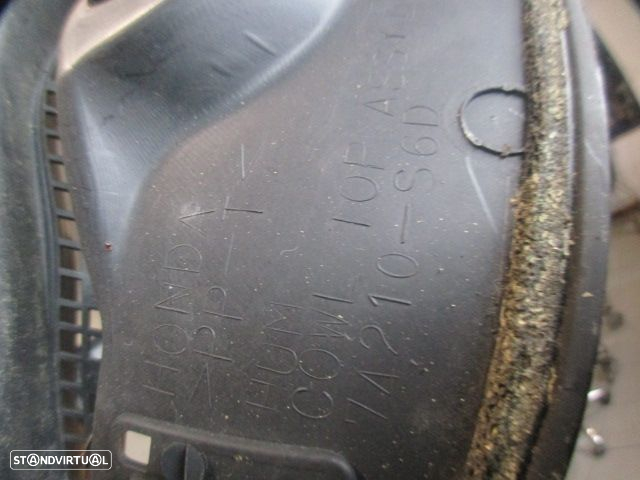 HONDA
>PP-T-
HUM
COWL TOP ASSY
74210-S6D
STANDVIRTUAL